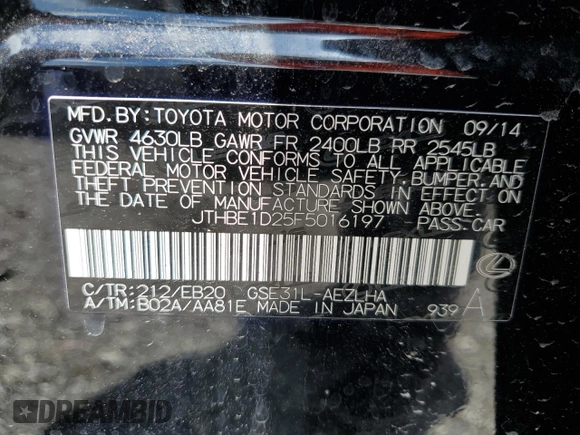 MFD. BY: TOYOTA MOTOR CORPORATION 09/14
GVWR 4630LB GAWR FR 2400LB RR 2545LB
THIS VEHICLE CONFORMS TO ALL APPLICABLE
FEDERAL MOTOR VEHICLE SAFETY, BUMPER, AND
THEFT PREVENTION STANDARDS IN EFFECT ON
THE DATE OF MANUFACTURE SHOWN ABOVE.
JTHBE1D25F5016197 PASS.CAR
C/TR: 212/EB20 GSE31L-AEZLHA
A/TM: B02A/AA81E MADE IN JAPAN 939 A
DREAMBID